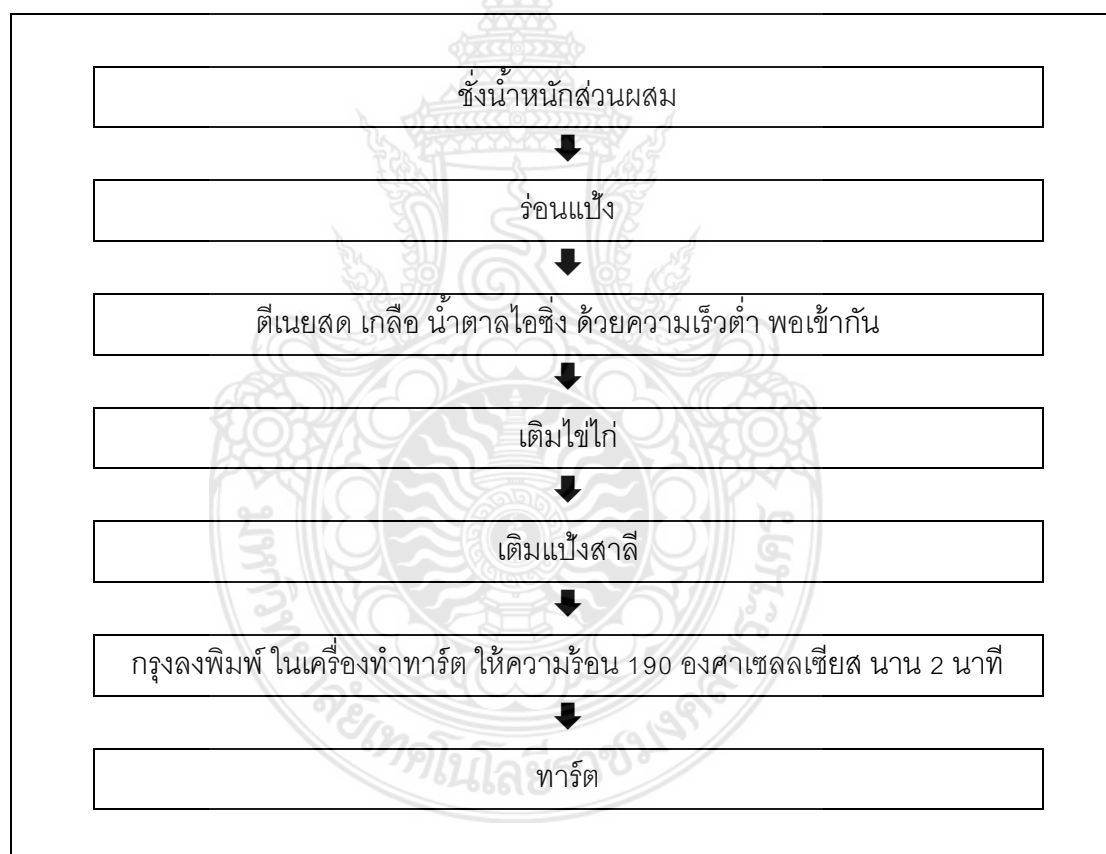 ชั่งน้ำหนักส่วนผสม
ร่อนแป้ง
ตีเนยสด เกลือ น้ำตาลไอซิ่ง ด้วยความเร็วต่ำ พอเข้ากัน
เติมไข่ไก่
เติมแป้งสาลี
กรุงลงพิมพ์ ในเครื่องทำทาร์ต ให้ความร้อน 190 องศาเซลลเซียส นาน 2 นาที
ทาร์ต